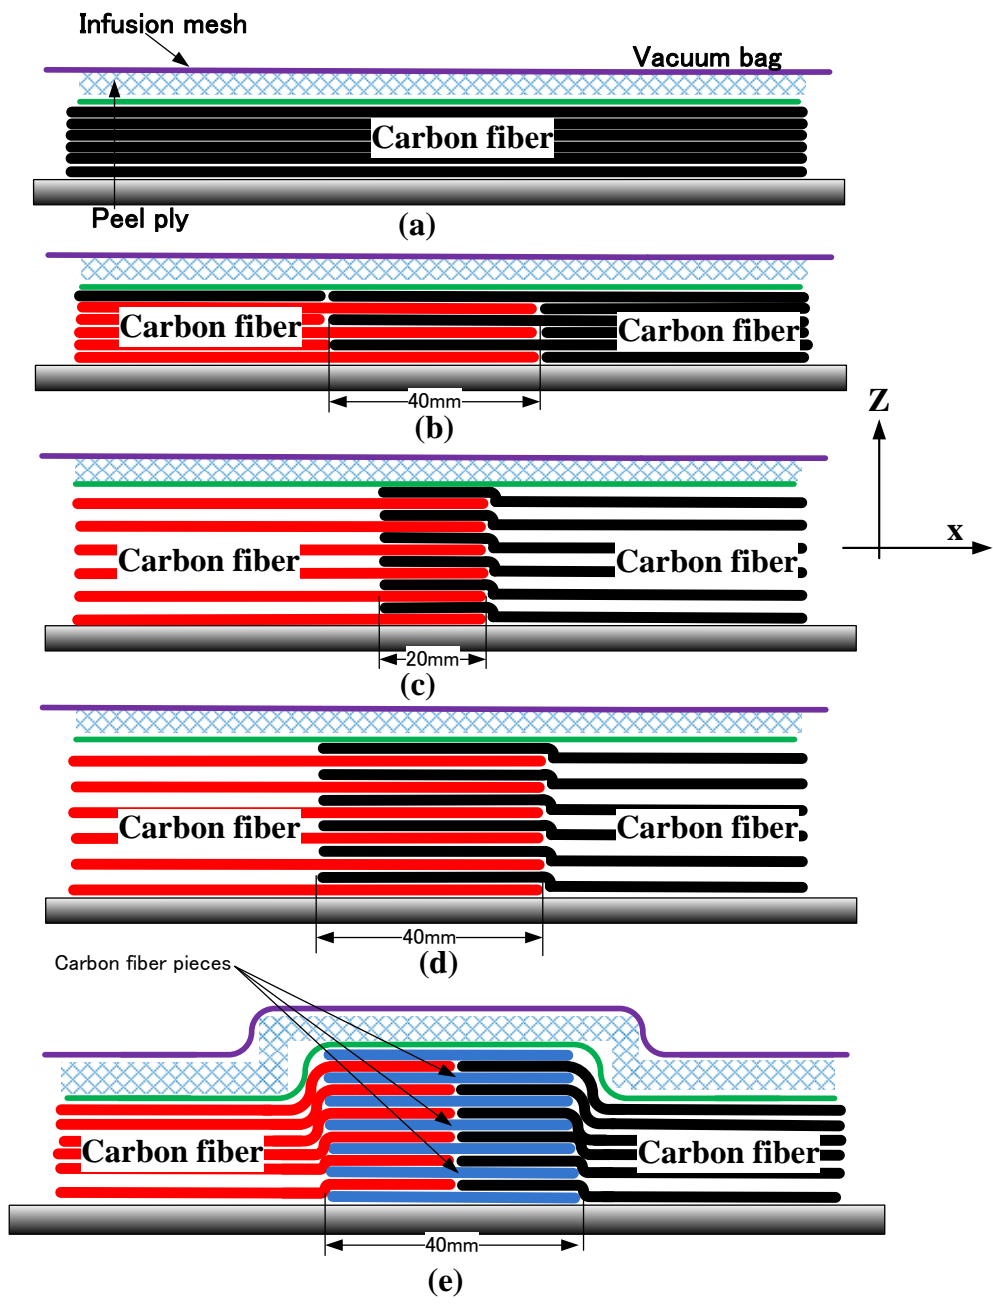 Infusion mesh
Vacuum bag
Carbon fiber
Peel ply
(a)
Carbon fiber
Carbon fiber
40mm
(b)
Z
x
Carbon fiber
Carbon fiber
20mm
(c)
Carbon fiber
Carbon fiber
40mm
(d)
Carbon fiber pieces
Carbon fiber
Carbon fiber
40mm
(e)